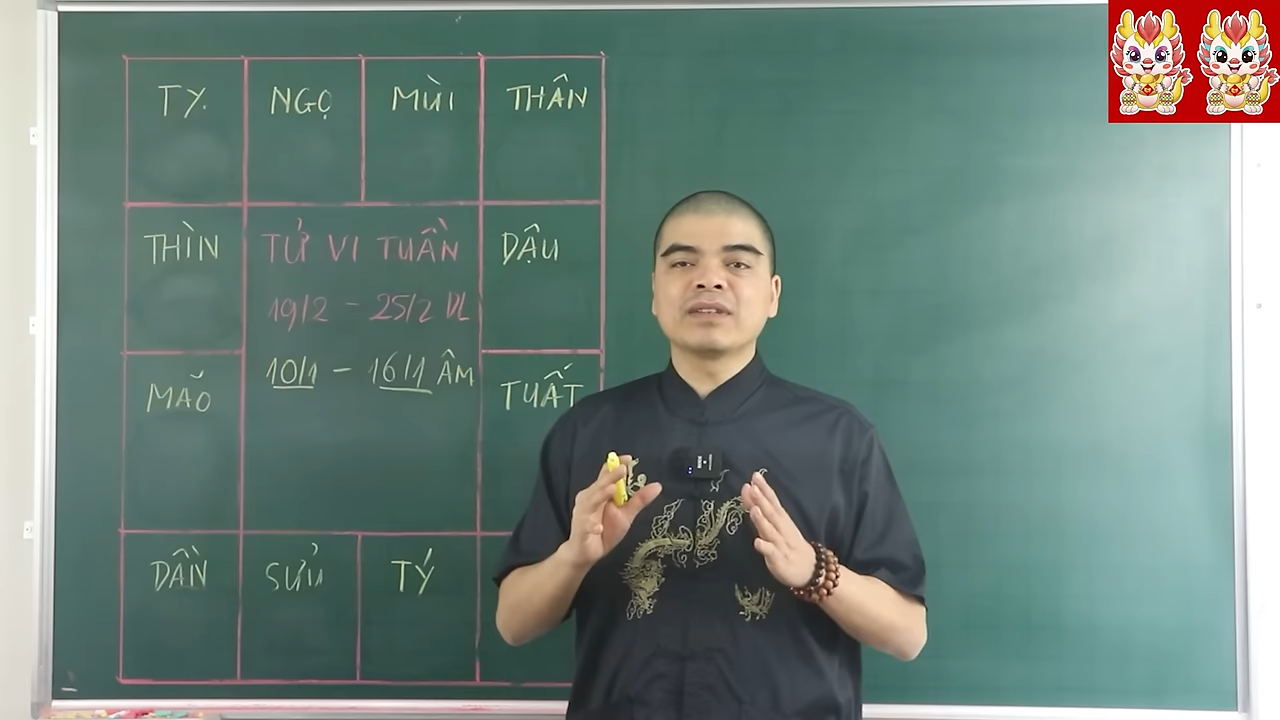 TỴ
NGỌ
MÙI
THÂN
THÌN
TỬ VI TUẦN
19/2 - 25/2 DL
10/1 - 16/1 ÂM
DẬU
MÃO
TUẤT
DẦN
SỬU
TÝ